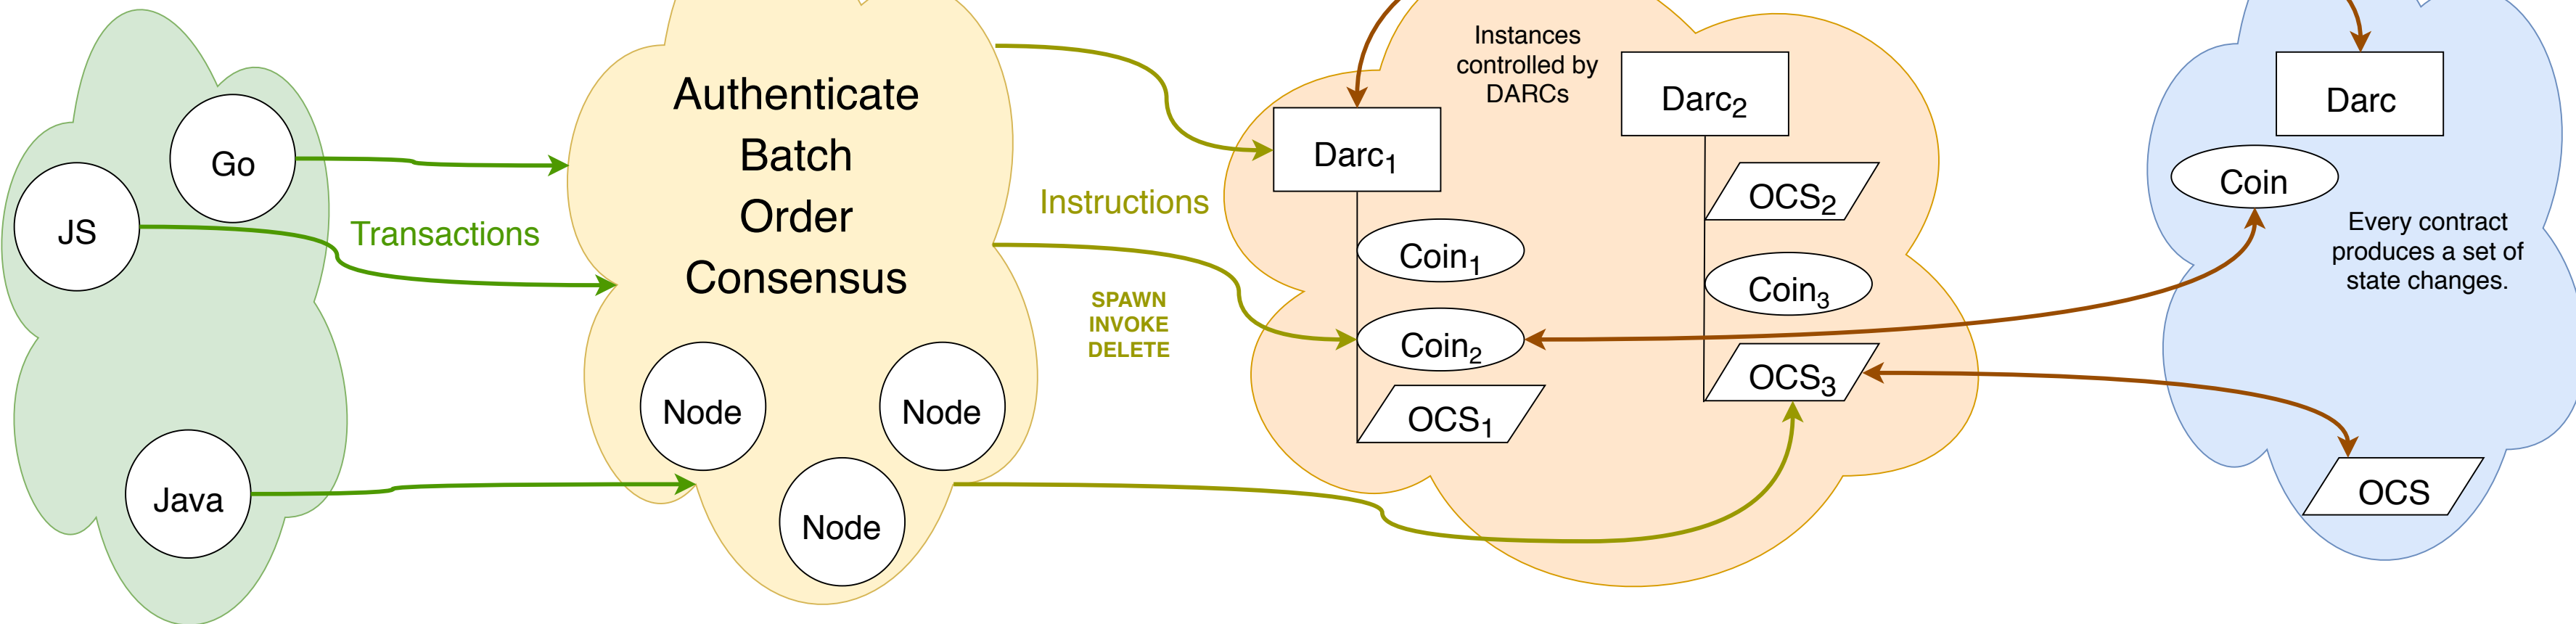 Go
JS
Java
Transactions
Authenticate
Batch
Order
Consensus
Node
Node
Node
Instructions
SPAWN
INVOKE
DELETE
Instances
controlled by
DARCs
Darc₁
Coin₁
Coin₂
OCS₁
Darc₂
OCS₂
Coin₃
OCS₃
Darc
Coin
Every contract
produces a set of
state changes.
OCS